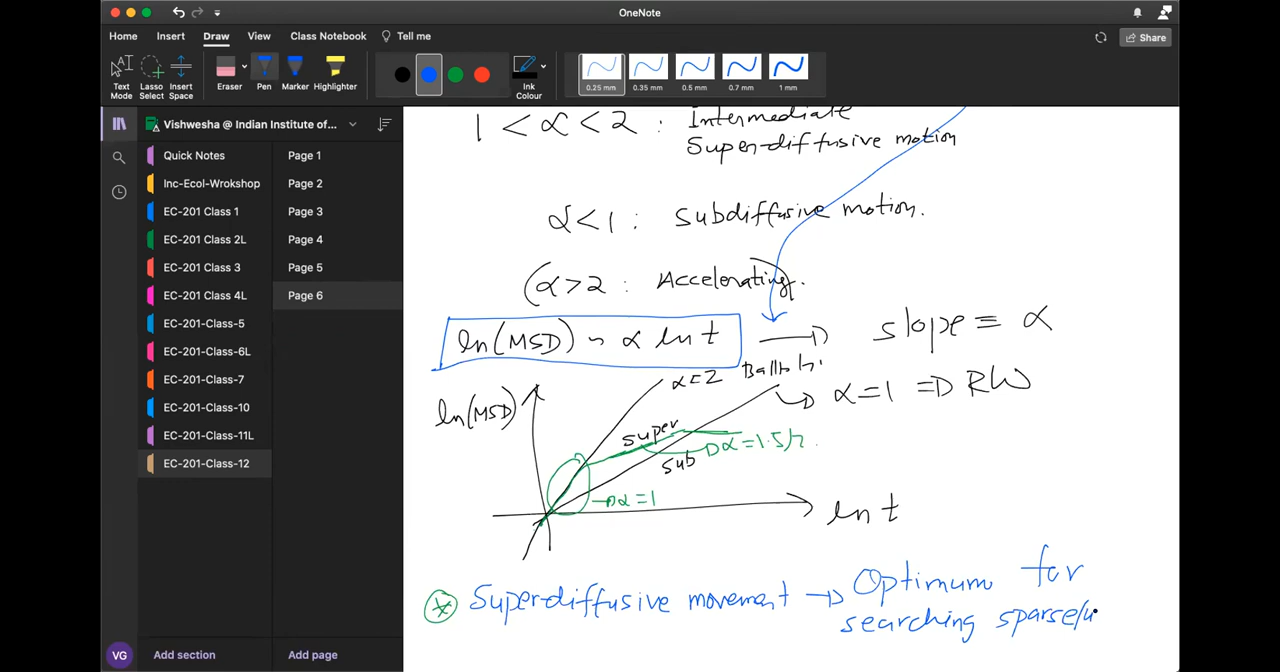 OneNote
Home Insert Draw View Class Notebook Tell me
Share
Text Mode
Lasso Select
Insert Space
Eraser
Pen
Marker
Highlighter
Ink Colour
0.25 mm 0.35 mm 0.5 mm 0.7 mm 1 mm
Vishwesha @ Indian Institute of...
Quick Notes
Inc-Ecol-Wrokshop
EC-201 Class 1
EC-201 Class 2L
EC-201 Class 3
EC-201 Class 4L
EC-201-Class-5
EC-201-Class-6L
EC-201-Class-7
EC-201-Class-10
EC-201-Class-11L
EC-201-Class-12
Page 1
Page 2
Page 3
Page 4
Page 5
Page 6
VG Add section Add page
1 < α < 2 : Intermediate
Super-diffusive motion
α < 1 : Subdiffusive motion.
(α > 2 : Accelerating).
ln(MSD) ~ α ln t → slope = α
α = 2
ln(MSD)
α = 1 ⇒ RW
super
sub
α = 1.5/2
α = 1
ln t
* Super-diffusive movement → Optimum for
searching sparse/